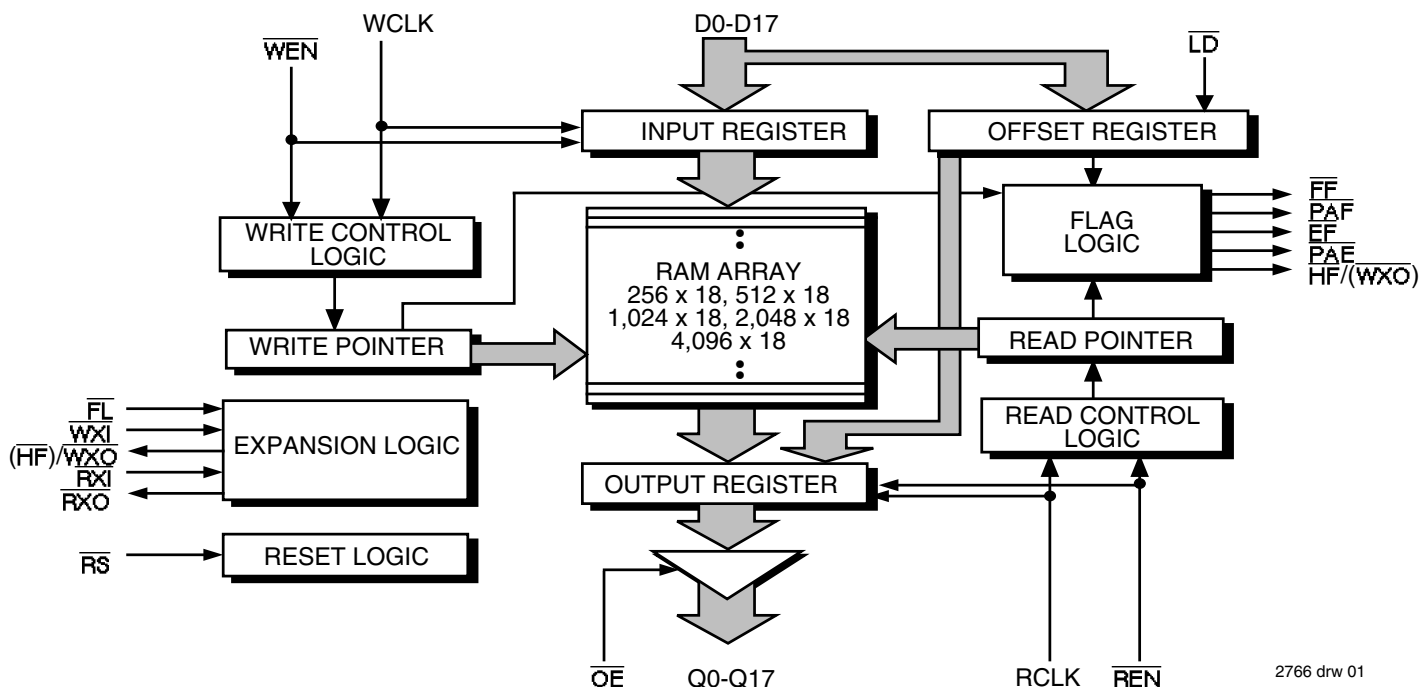 WCLK
D0-D17
WEN
LD
INPUT REGISTER
OFFSET REGISTER
WRITE CONTROL
LOGIC
FLAG
LOGIC
FF
PAF
EF
PAE
HF/(WXO)
RAM ARRAY
256 x 18, 512 x 18
1,024 x 18, 2,048 x 18
4,096 x 18
WRITE POINTER
READ POINTER
FL
WXI
(HF)/WXO
RXI
RXO
EXPANSION LOGIC
READ CONTROL
LOGIC
OUTPUT REGISTER
RS
RESET LOGIC
OE
Q0-Q17
RCLK
REN
2766 drw 01